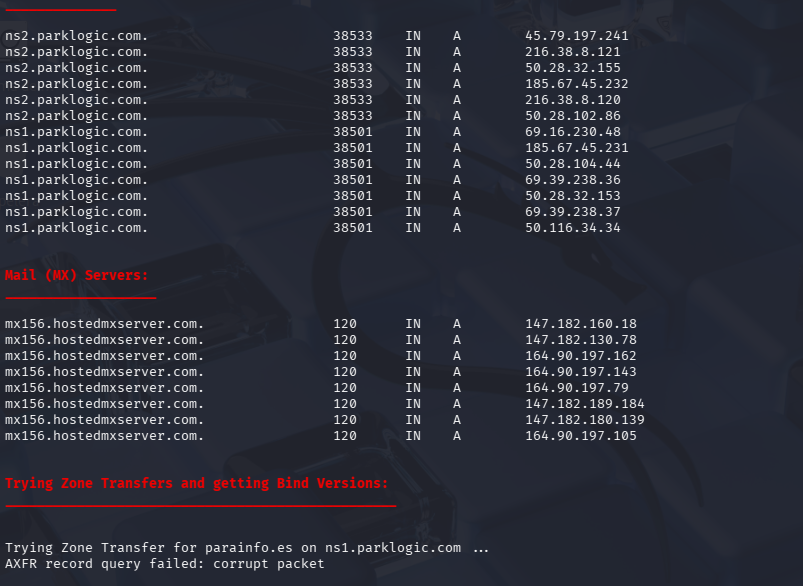 ns2.parklogic.com. 38533 IN A 45.79.197.241
ns2.parklogic.com. 38533 IN A 216.38.8.121
ns2.parklogic.com. 38533 IN A 50.28.32.155
ns2.parklogic.com. 38533 IN A 185.67.45.232
ns2.parklogic.com. 38533 IN A 216.38.8.120
ns2.parklogic.com. 38533 IN A 50.28.102.86
ns1.parklogic.com. 38501 IN A 69.16.230.48
ns1.parklogic.com. 38501 IN A 185.67.45.231
ns1.parklogic.com. 38501 IN A 50.28.104.44
ns1.parklogic.com. 38501 IN A 69.39.238.36
ns1.parklogic.com. 38501 IN A 50.28.32.153
ns1.parklogic.com. 38501 IN A 69.39.238.37
ns1.parklogic.com. 38501 IN A 50.116.34.34
Mail (MX) Servers:
mx156.hostedmxserver.com. 120 IN A 147.182.160.18
mx156.hostedmxserver.com. 120 IN A 147.182.130.78
mx156.hostedmxserver.com. 120 IN A 164.90.197.162
mx156.hostedmxserver.com. 120 IN A 164.90.197.143
mx156.hostedmxserver.com. 120 IN A 164.90.197.79
mx156.hostedmxserver.com. 120 IN A 147.182.189.184
mx156.hostedmxserver.com. 120 IN A 147.182.180.139
mx156.hostedmxserver.com. 120 IN A 164.90.197.105
Trying Zone Transfers and getting Bind Versions:
Trying Zone Transfer for parainfo.es on ns1.parklogic.com ...
AXFR record query failed: corrupt packet